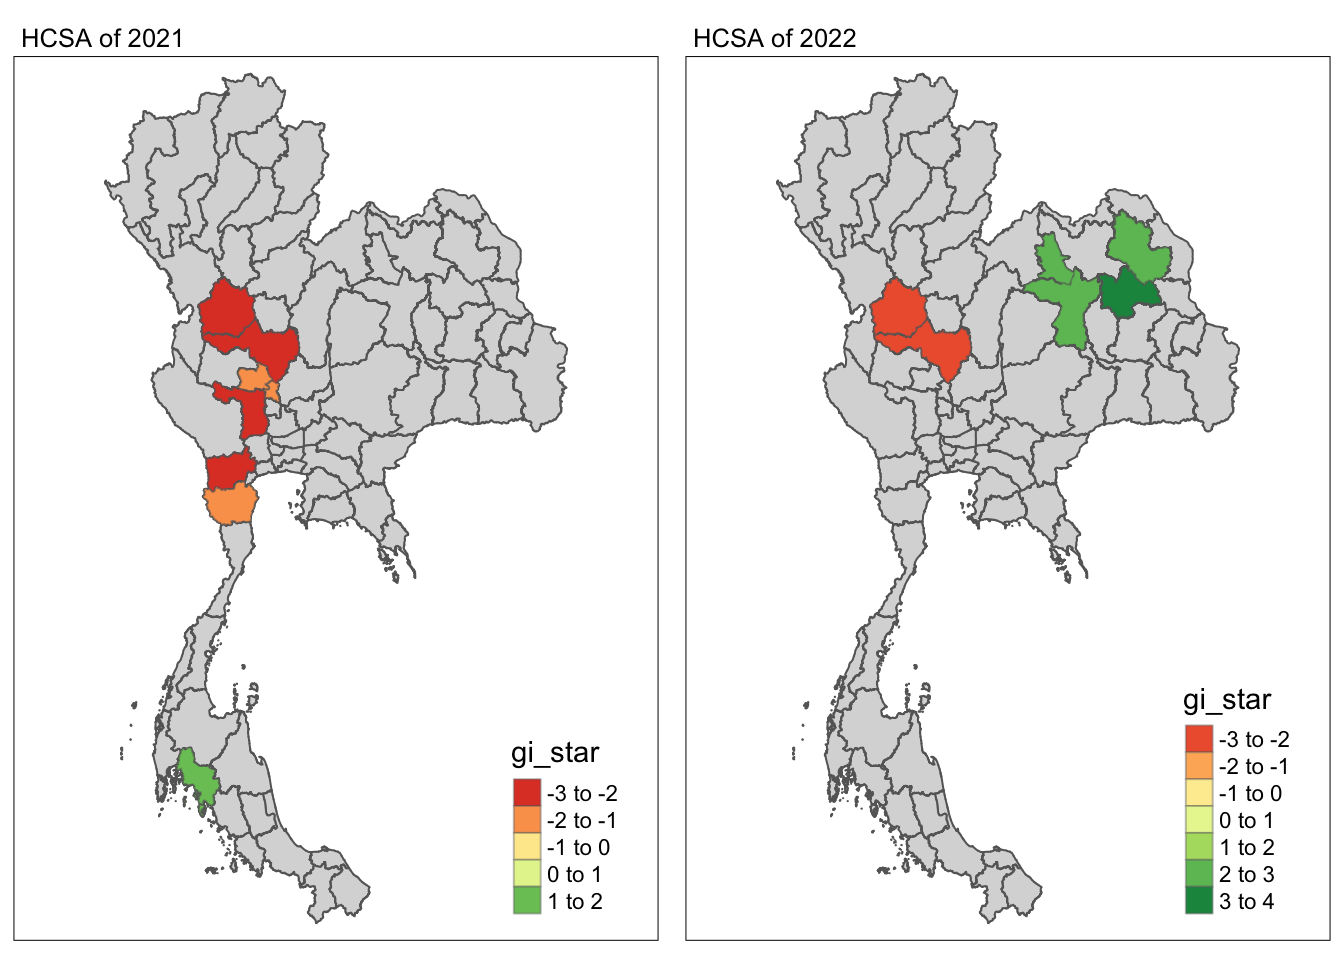 HCSA of 2021
gi_star
-3 to -2
-2 to -1
-1 to 0
0 to 1
1 to 2
HCSA of 2022
gi_star
-3 to -2
-2 to -1
-1 to 0
0 to 1
1 to 2
2 to 3
3 to 4